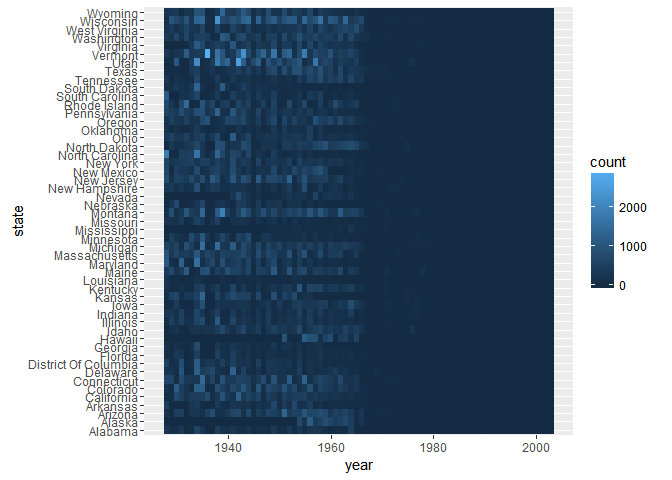 Wyoming
Wisconsin
West Virginia
Washington
Virginia
Vermont
Utah
Texas
Tennessee
South Dakota
South Carolina
Rhode Island
Pennsylvania
Oregon
Oklahoma
Ohio
North Dakota
North Carolina
New York
New Mexico
New Jersey
New Hampshire
Nevada
Nebraska
Montana
Missouri
Mississippi
Minnesota
Michigan
Massachusetts
Maryland
Maine
Louisiana
Kentucky
Kansas
Iowa
Indiana
Illinois
Idaho
Hawaii
Georgia
Florida
District Of Columbia
Delaware
Connecticut
Colorado
California
Arkansas
Arizona
Alaska
Alabama
state
1940 1960 1980 2000
year
count
2000
1000
0